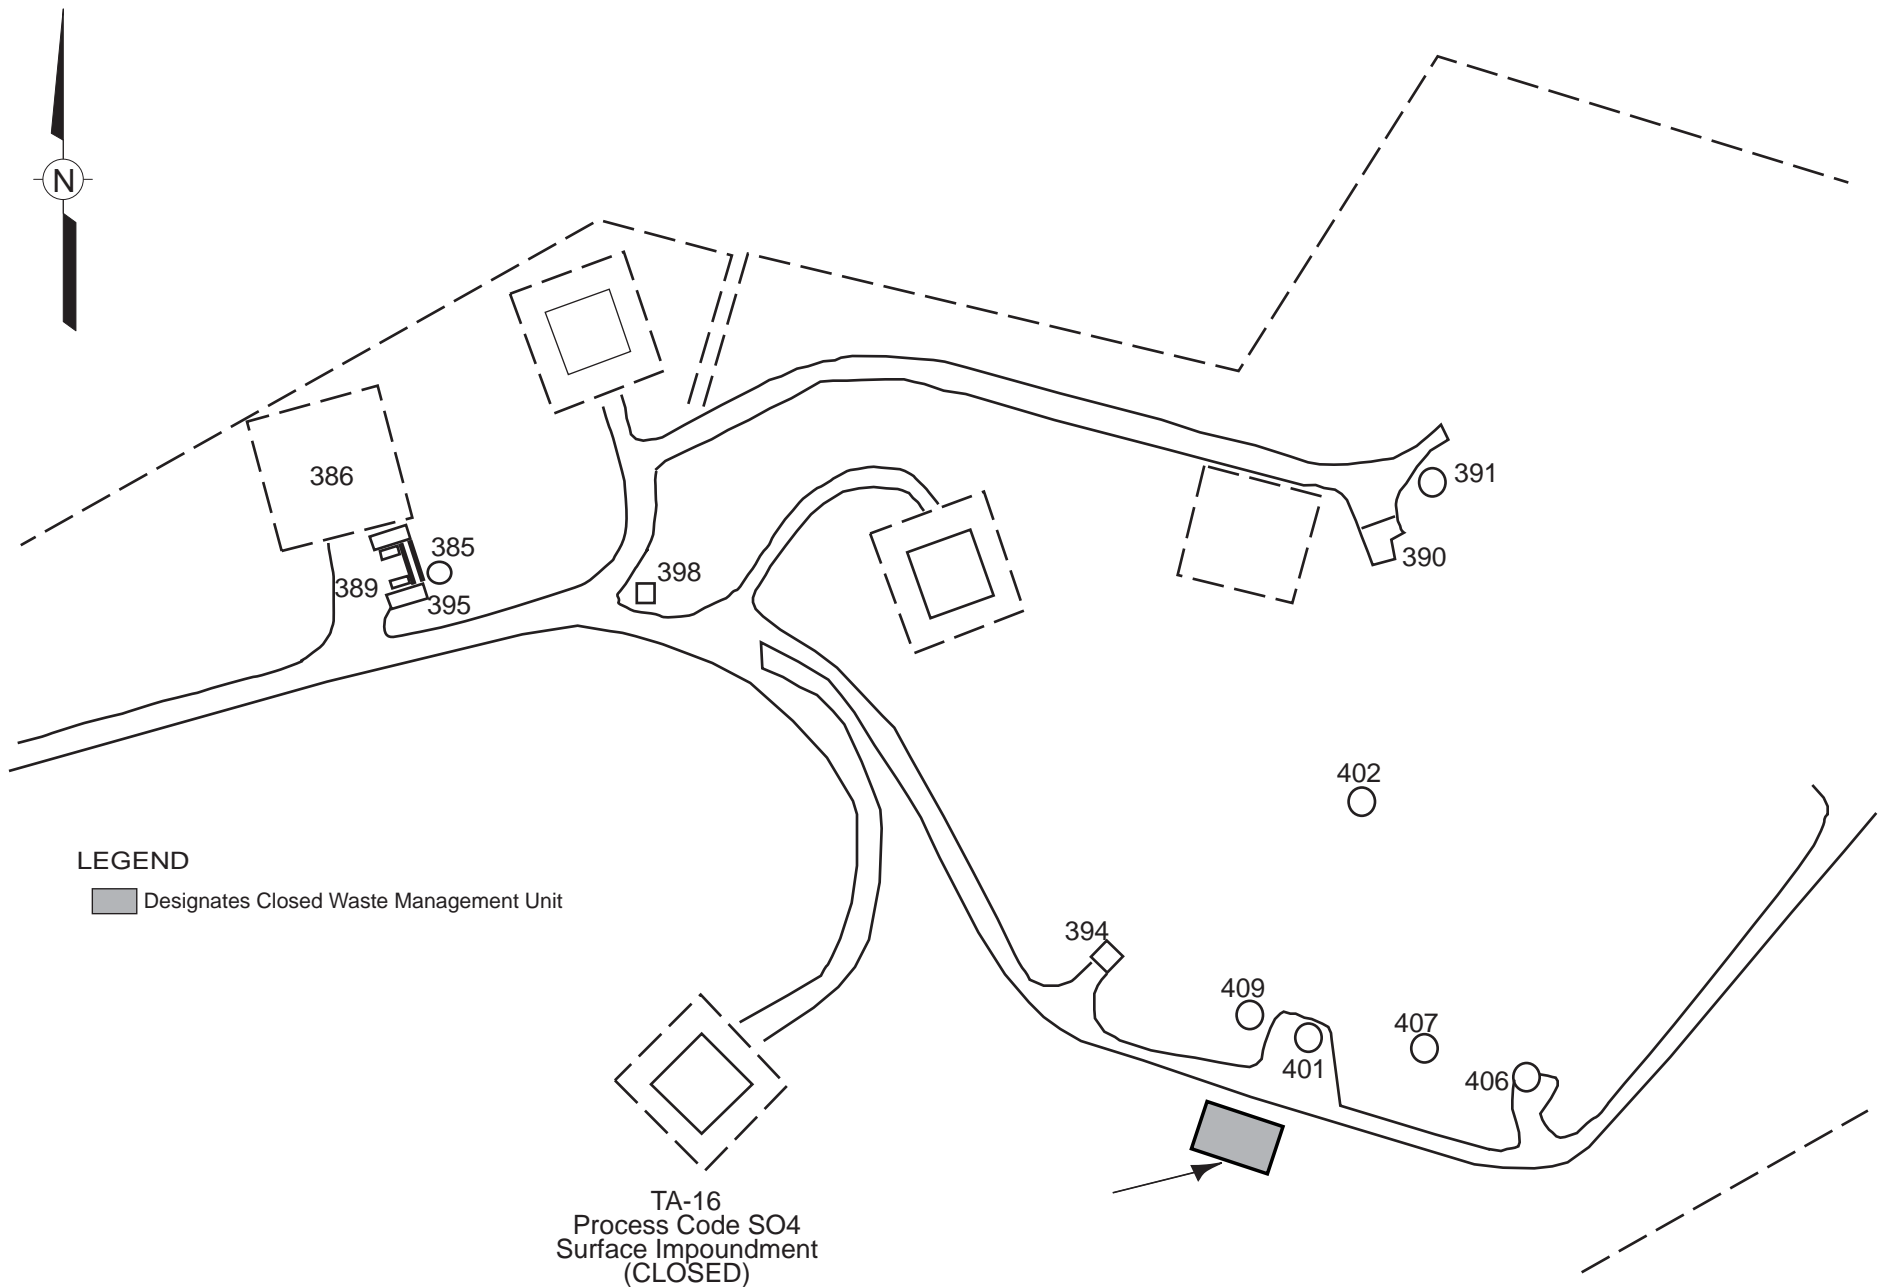 N
386
391
385
390
398
389
395
402
LEGEND
Designates Closed Waste Management Unit
394
409
407
401
406
TA-16
Process Code SO4
Surface Impoundment
(CLOSED)